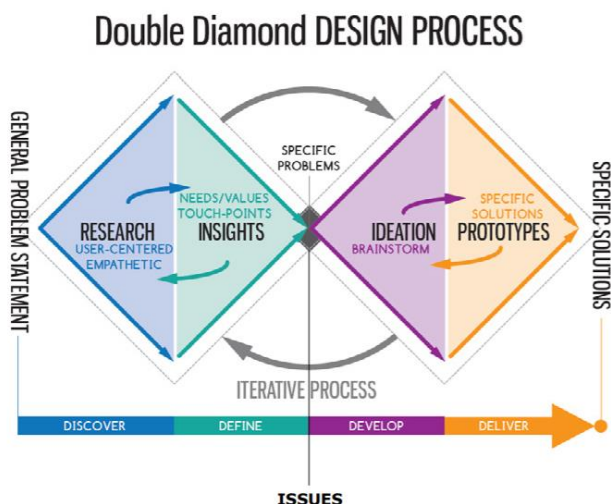 Double Diamond DESIGN PROCESS
GENERAL PROBLEM STATEMENT
SPECIFIC
PROBLEMS
NEEDS/VALUES
TOUCH-POINTS
RESEARCH
INSIGHTS
USER-CENTERED
EMPATHETIC
SPECIFIC
SOLUTIONS
IDEATION
PROTOTYPES
BRAINSTORM
SPECIFIC SOLUTIONS
ITERATIVE PROCESS
DISCOVER
DEFINE
DEVELOP
DELIVER
ISSUES